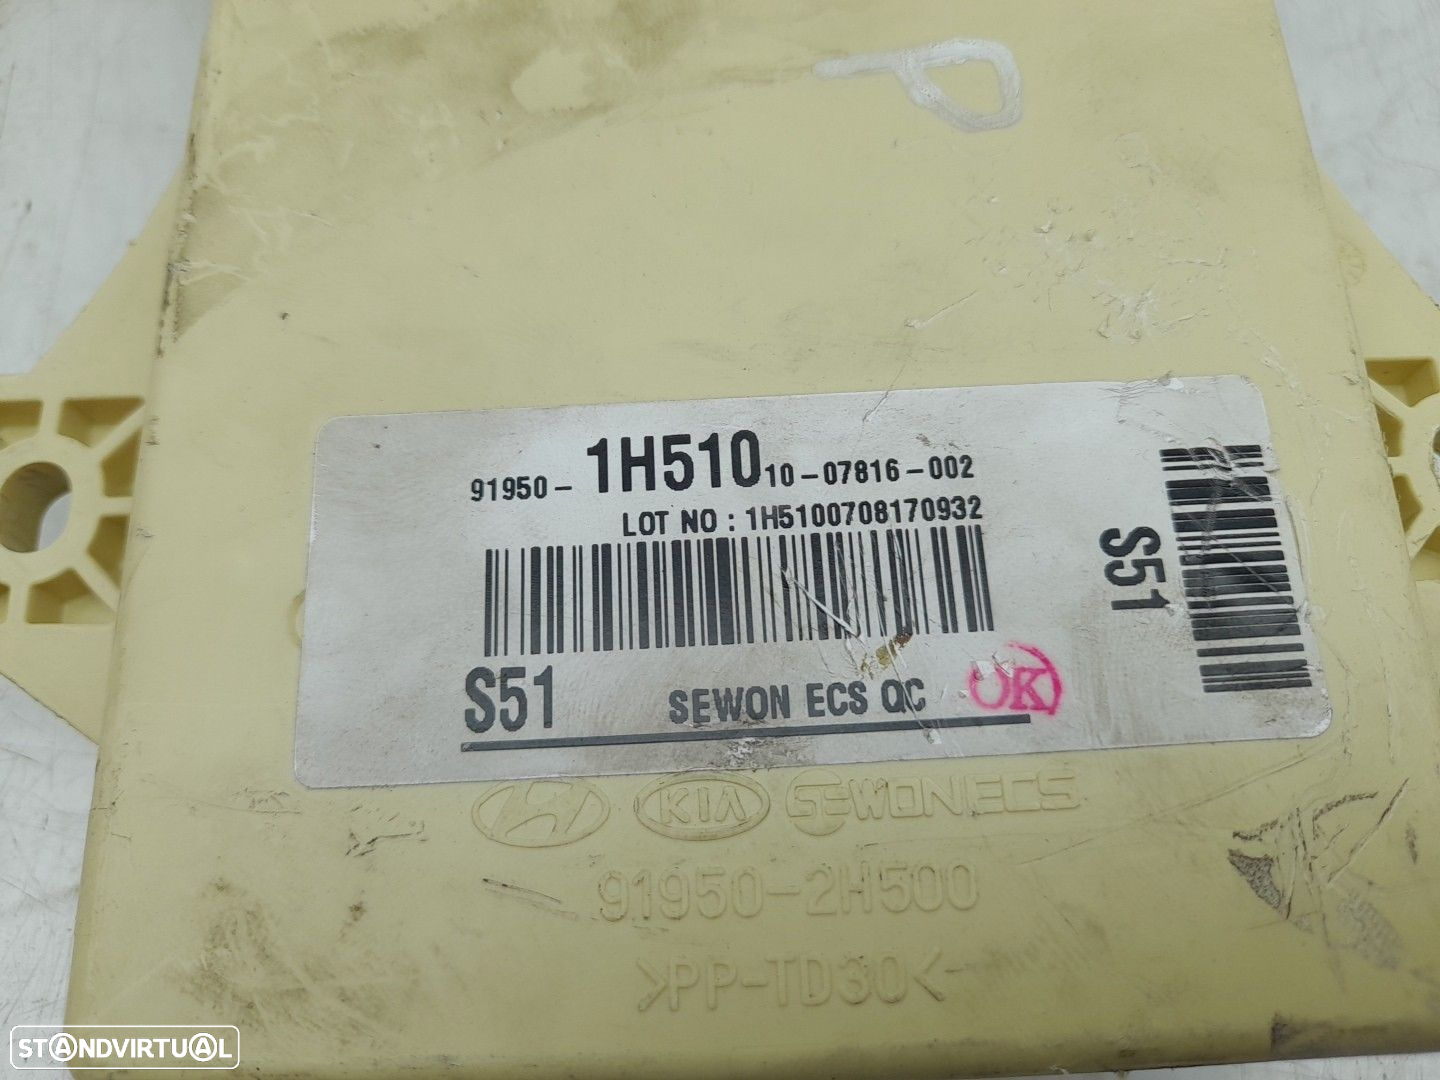 P
91950- 1H510 10-07816-002
LOT NO : 1H5100708170932
S51
S51 SEWON ECS QC OK
KIA SEWONECS
91950-2H500
>PP-TD30<
STANDVIRTUAL